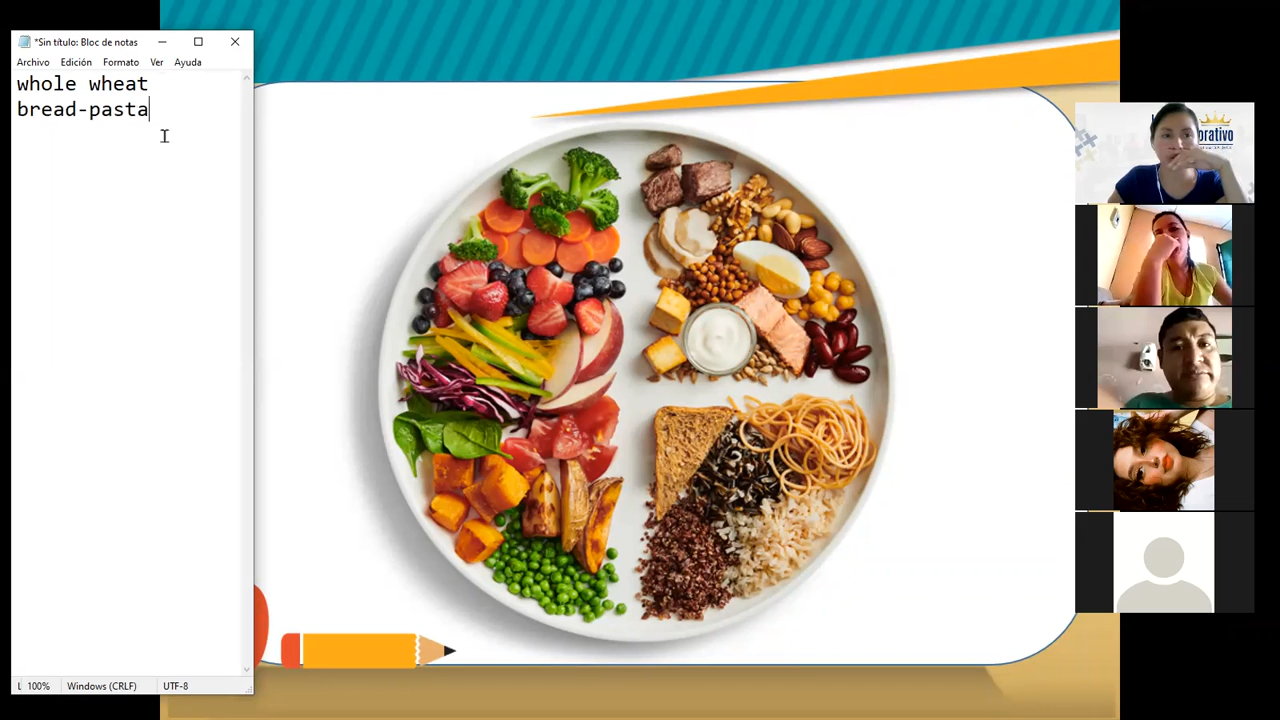 *Sin título: Bloc de notas
Archivo Edición Formato Ver Ayuda
whole wheat
bread-pasta
100% Windows (CRLF) UTF-8
orativo